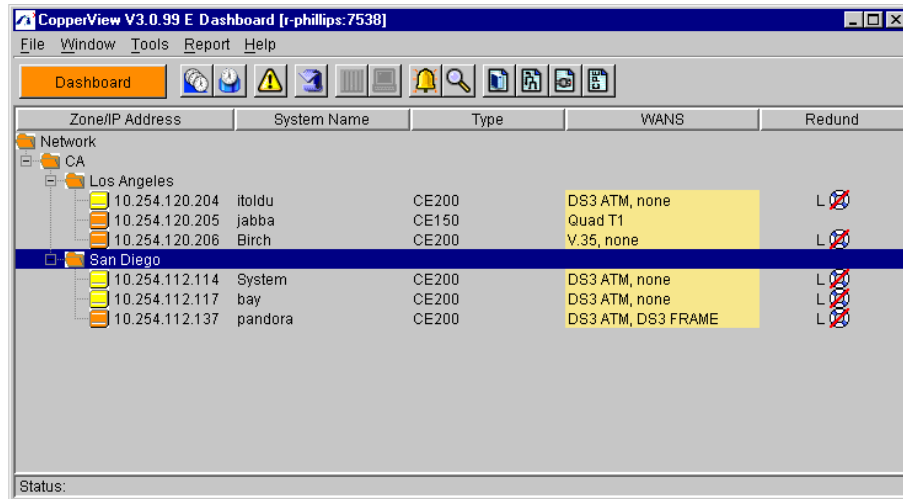 CopperView V3.0.99 E Dashboard [r-phillips:7538]
File Window Tools Report Help
Dashboard
Zone/IP Address System Name Type WANS Redund
Network
CA
Los Angeles
10.254.120.204 itoldu CE200 DS3 ATM, none L
10.254.120.205 jabba CE150 Quad T1
10.254.120.206 Birch CE200 V.35, none L
San Diego
10.254.112.114 System CE200 DS3 ATM, none L
10.254.112.117 bay CE200 DS3 ATM, none L
10.254.112.137 pandora CE200 DS3 ATM, DS3 FRAME L
Status: